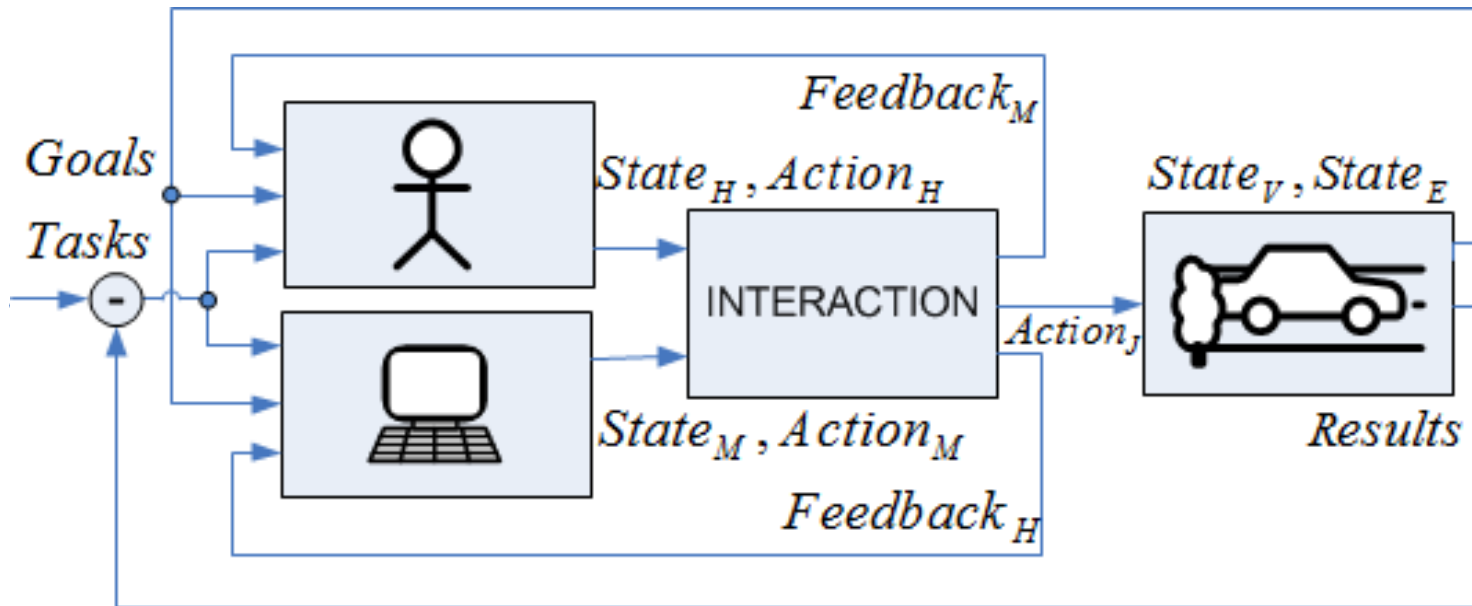 Feedback_M
Goals
State_H, Action_H
State_V, State_E
Tasks
INTERACTION
Action_J
State_M, Action_M
Results
Feedback_H